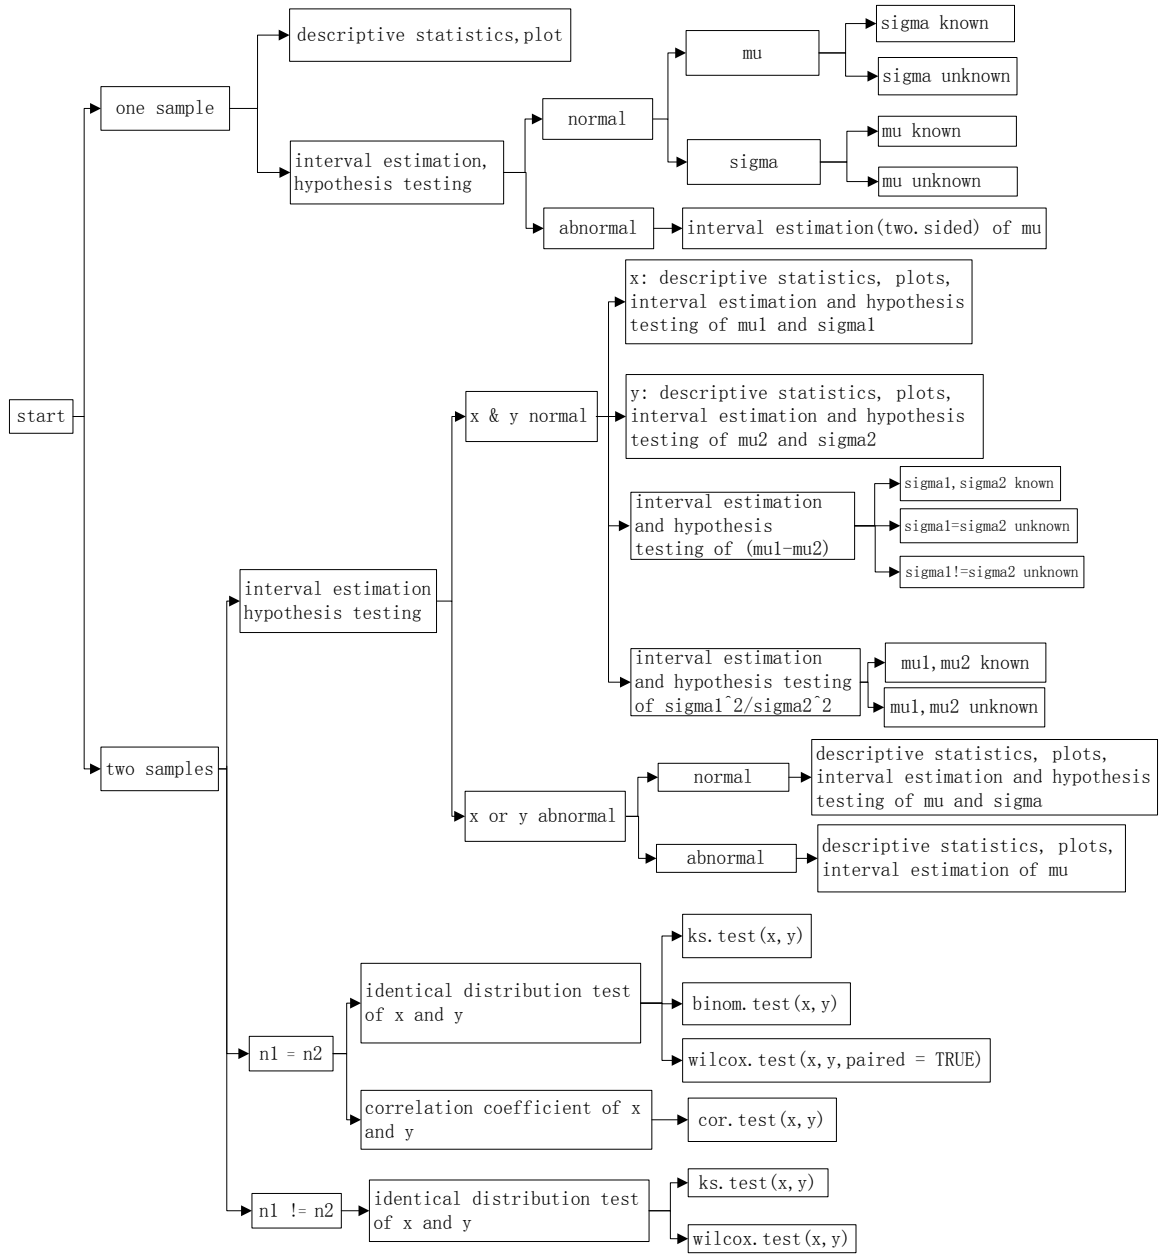 descriptive statistics,plot
mu
sigma known
sigma unknown
one sample
normal
interval estimation,
hypothesis testing
sigma
mu known
mu unknown
abnormal
interval estimation(two.sided) of mu
x: descriptive statistics, plots,
interval estimation and hypothesis
testing of mu1 and sigma1
start
x & y normal
y: descriptive statistics, plots,
interval estimation and hypothesis
testing of mu2 and sigma2
interval estimation
and hypothesis
testing of (mu1-mu2)
sigma1,sigma2 known
sigma1=sigma2 unknown
sigma1!=sigma2 unknown
interval estimation
hypothesis testing
interval estimation
and hypothesis testing
of sigma1^2/sigma2^2
mu1,mu2 known
mu1,mu2 unknown
two samples
x or y abnormal
normal
descriptive statistics, plots,
interval estimation and hypothesis
testing of mu and sigma
abnormal
descriptive statistics, plots,
interval estimation of mu
n1 = n2
identical distribution test
of x and y
ks.test(x,y)
binom.test(x,y)
wilcox.test(x,y,paired = TRUE)
correlation coefficient of x
and y
cor.test(x,y)
n1 != n2
identical distribution test
of x and y
ks.test(x,y)
wilcox.test(x,y)